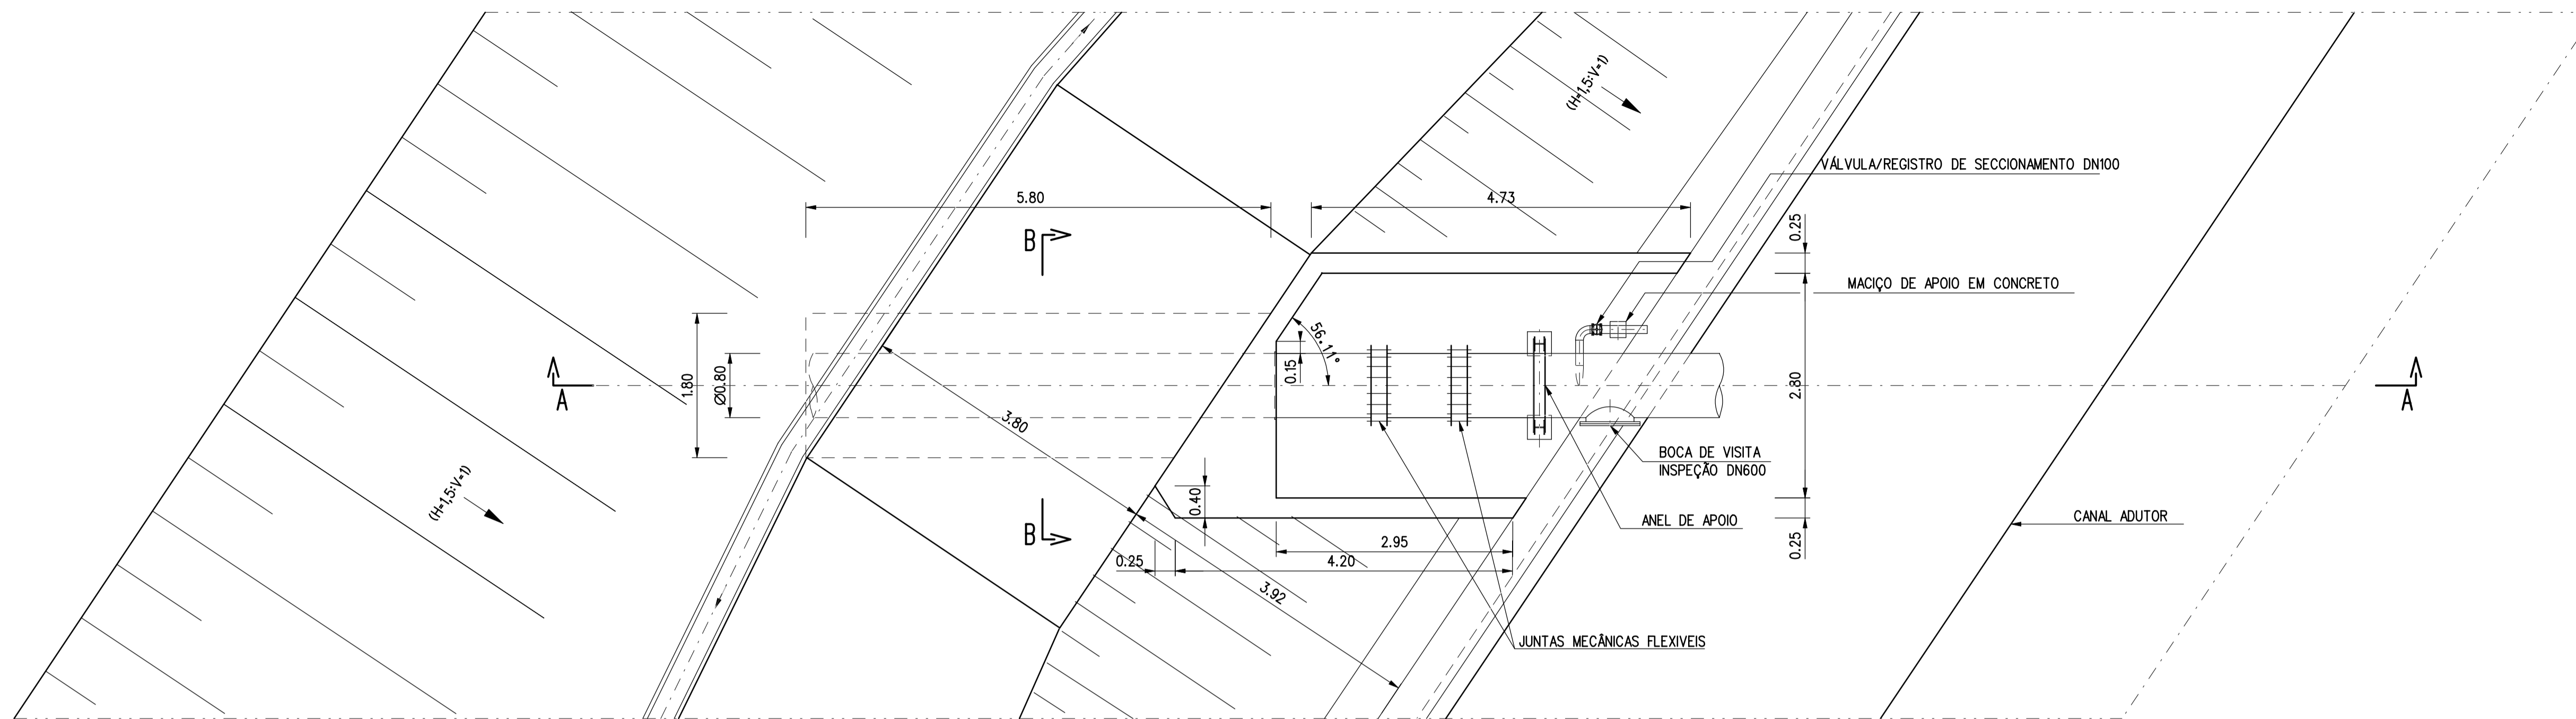 (H=1,5:V=1)
VÁLVULA/REGISTRO DE SECCIONAMENTO DN100
5.80
4.73
0.25
B
MACIÇO DE APOIO EM CONCRETO
56.11°
0.15
1.80
Ø0.80
A
A
2.80
3.80
BOCA DE VISITA
INSPEÇÃO DN600
(H=1,5:V=1)
0.40
B
ANEL DE APOIO
CANAL ADUTOR
2.95
0.25
0.25
4.20
3.92
JUNTAS MECÂNICAS FLEXIVEIS